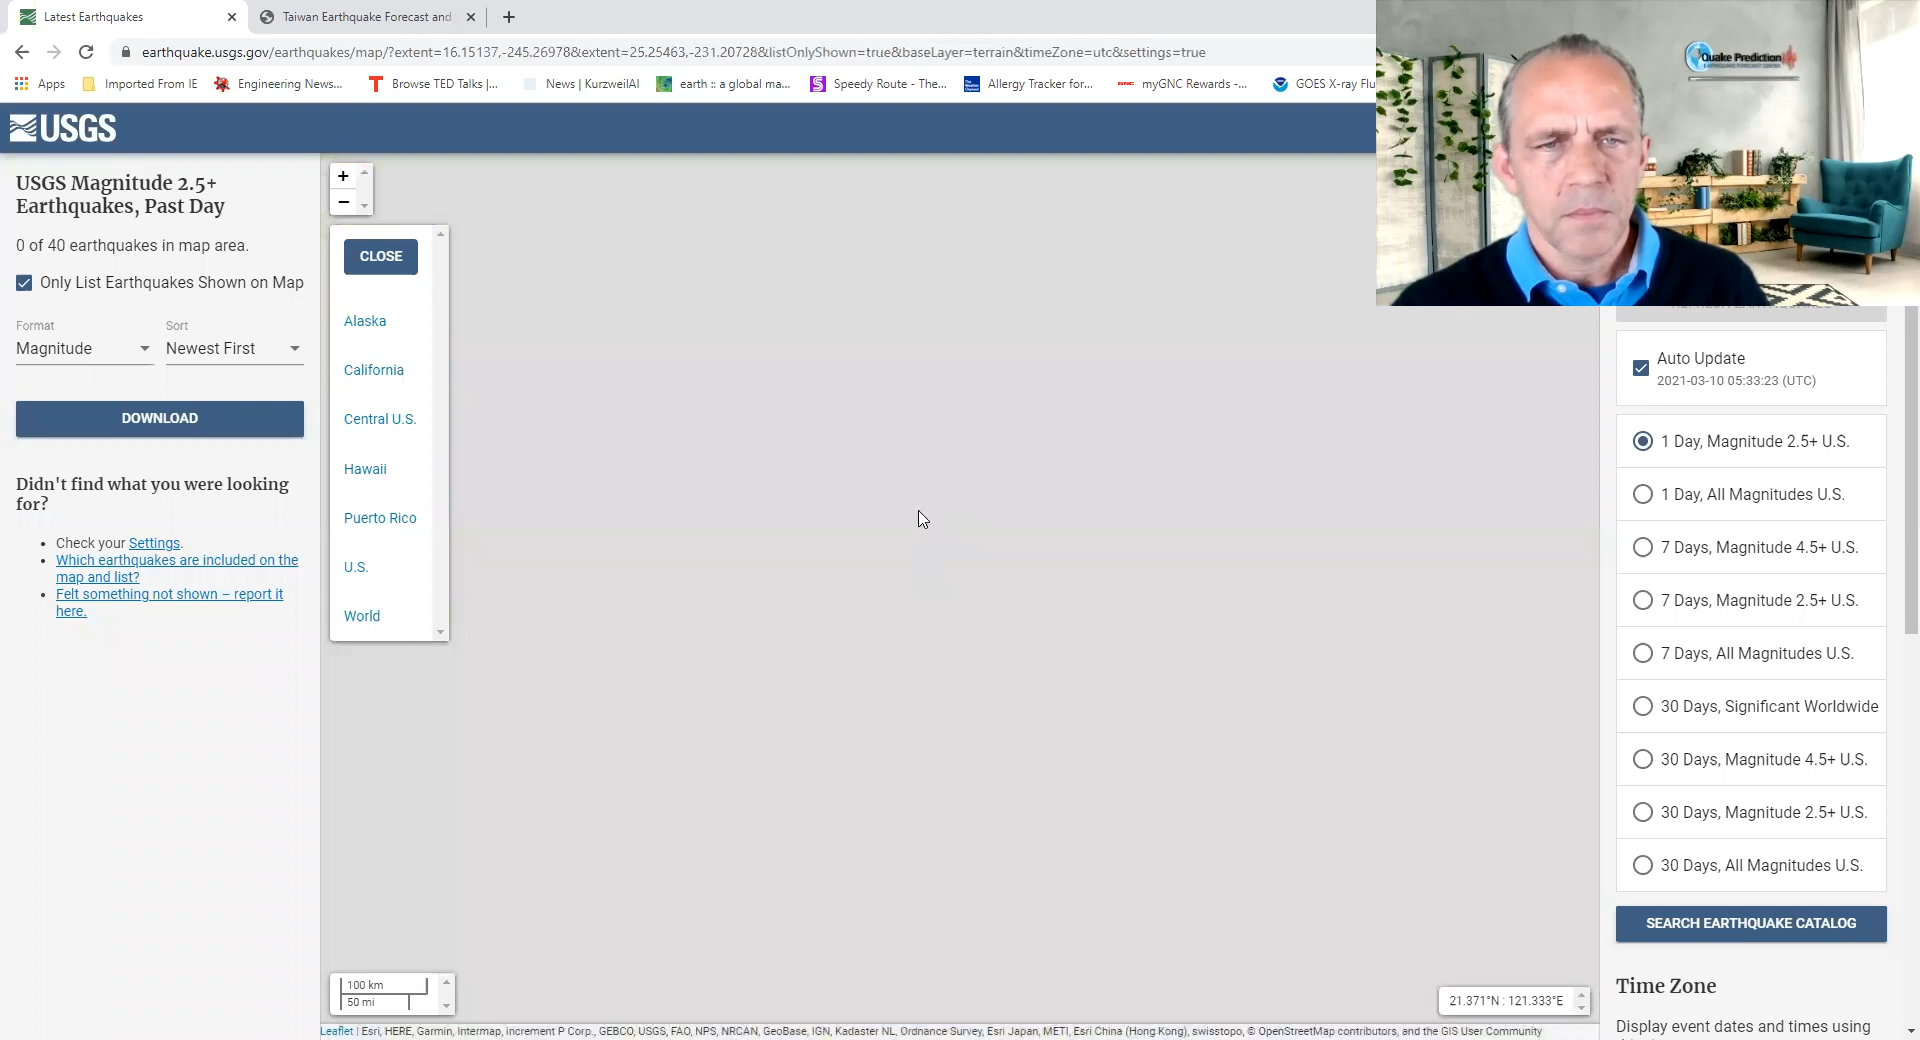 Latest Earthquakes
Taiwan Earthquake Forecast and
earthquake.usgs.gov/earthquakes/map/?extent=16.15137,-245.26978&extent=25.25463,-231.20728&listOnlyShown=true&baseLayer=terrain&timeZone=utc&settings=true
Apps
Imported From IE
Engineering News...
Browse TED Talks |...
News | KurzweilAI
earth :: a global ma...
Speedy Route - The...
Allergy Tracker for...
myGNC Rewards -...
GOES X-ray Flu
Quake Prediction
USGS
USGS Magnitude 2.5+
Earthquakes, Past Day
0 of 40 earthquakes in map area.
Only List Earthquakes Shown on Map
Format
Sort
Magnitude
Newest First
DOWNLOAD
Didn't find what you were looking
for?
Check your Settings.
Which earthquakes are included on the
map and list?
Felt something not shown – report it
here.
+
−
CLOSE
Alaska
California
Central U.S.
Hawaii
Puerto Rico
U.S.
World
100 km
50 mi
21.371°N : 121.333°E
Leaflet | Esri, HERE, Garmin, Intermap, increment P Corp., GEBCO, USGS, FAO, NPS, NRCAN, GeoBase, IGN, Kadaster NL, Ordnance Survey, Esri Japan, METI, Esri China (Hong Kong), swisstopo, © OpenStreetMap contributors, and the GIS User Community
Auto Update
2021-03-10 05:33:23 (UTC)
1 Day, Magnitude 2.5+ U.S.
1 Day, All Magnitudes U.S.
7 Days, Magnitude 4.5+ U.S.
7 Days, Magnitude 2.5+ U.S.
7 Days, All Magnitudes U.S.
30 Days, Significant Worldwide
30 Days, Magnitude 4.5+ U.S.
30 Days, Magnitude 2.5+ U.S.
30 Days, All Magnitudes U.S.
SEARCH EARTHQUAKE CATALOG
Time Zone
Display event dates and times using